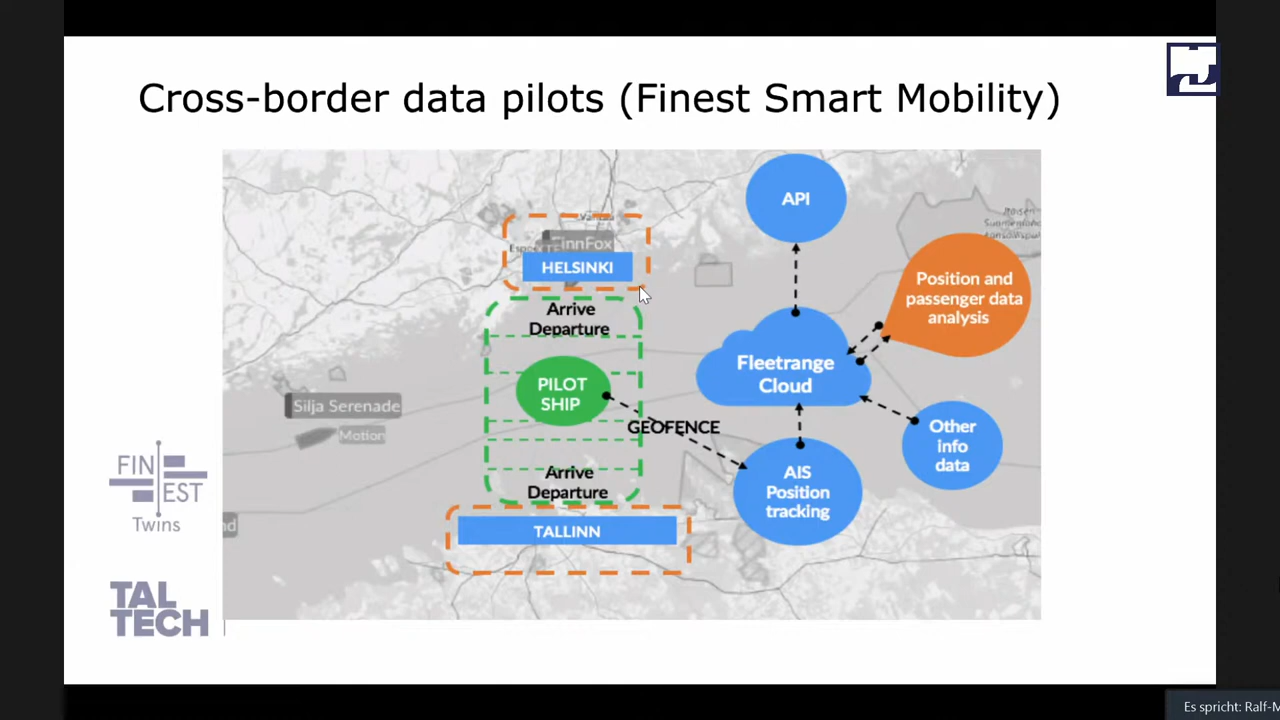 Cross-border data pilots (Finest Smart Mobility)
API
FinnFox
HELSINKI
Arrive
Departure
Position and
passenger data
analysis
Fleetrange
Cloud
PILOT
SHIP
Silja Serenade
Motion
GEOFENCE
Other
info
data
AIS
Position
tracking
Arrive
Departure
TALLINN
FIN
EST
Twins
TAL
TECH
Es spricht: Ralf-M